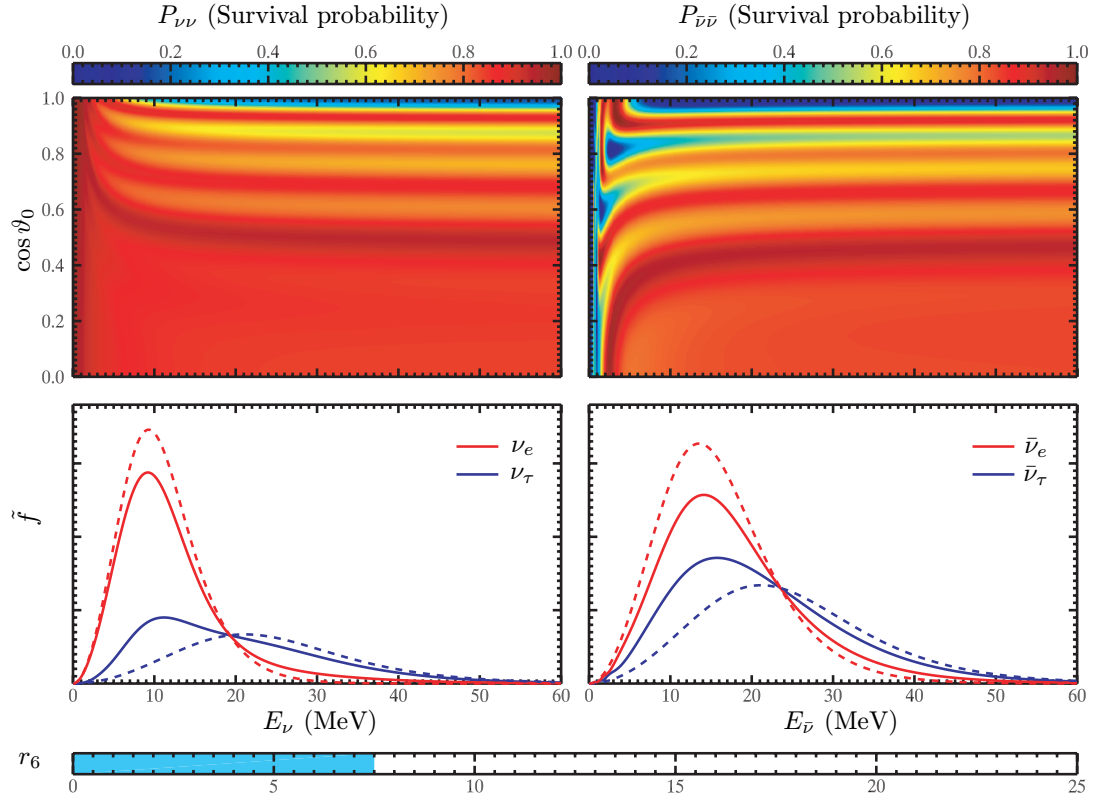 P_νν (Survival probability) P_ν̄ν̄ (Survival probability)
0.0 0.2 0.4 0.6 0.8 1.0 0.0 0.2 0.4 0.6 0.8 1.0
1.0
0.8
0.6
0.4
0.2
0.0
cos ϑ₀
f̃
ν_e
ν_τ
ν̄_e
ν̄_τ
0 10 20 30 40 50 60 0 10 20 30 40 50 60
E_ν (MeV) E_ν̄ (MeV)
r₆
0 5 10 15 20 25